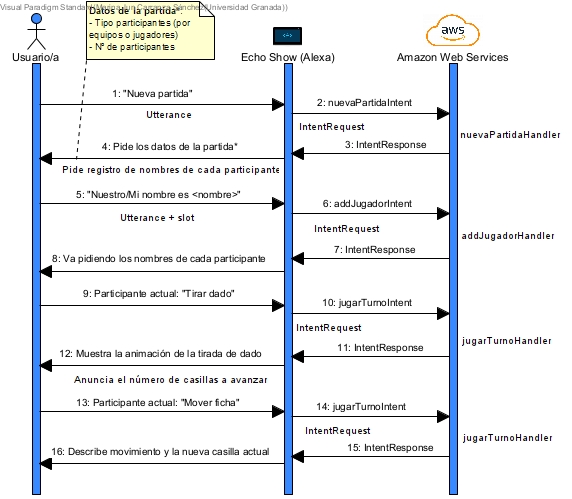 Visual Paradigm Standard(Marina Jun Carranza Sánchez(Universidad Granada))
Datos de la partida*:
- Tipo participantes (por
equipos o jugadores)
- Nº de participantes
Usuario/a
Echo Show (Alexa)
aws
Amazon Web Services
1: "Nueva partida"
Utterance
2: nuevaPartidaIntent
IntentRequest
nuevaPartidaHandler
3: IntentResponse
4: Pide los datos de la partida*
Pide registro de nombres de cada participante
5: "Nuestro/Mi nombre es <nombre>"
Utterance + slot
6: addJugadorIntent
IntentRequest
addJugadorHandler
7: IntentResponse
8: Va pidiendo los nombres de cada participante
9: Participante actual: "Tirar dado"
10: jugarTurnoIntent
IntentRequest
jugarTurnoHandler
11: IntentResponse
12: Muestra la animación de la tirada de dado
Anuncia el número de casillas a avanzar
13: Participante actual: "Mover ficha"
14: jugarTurnoIntent
IntentRequest
jugarTurnoHandler
15: IntentResponse
16: Describe movimiento y la nueva casilla actual